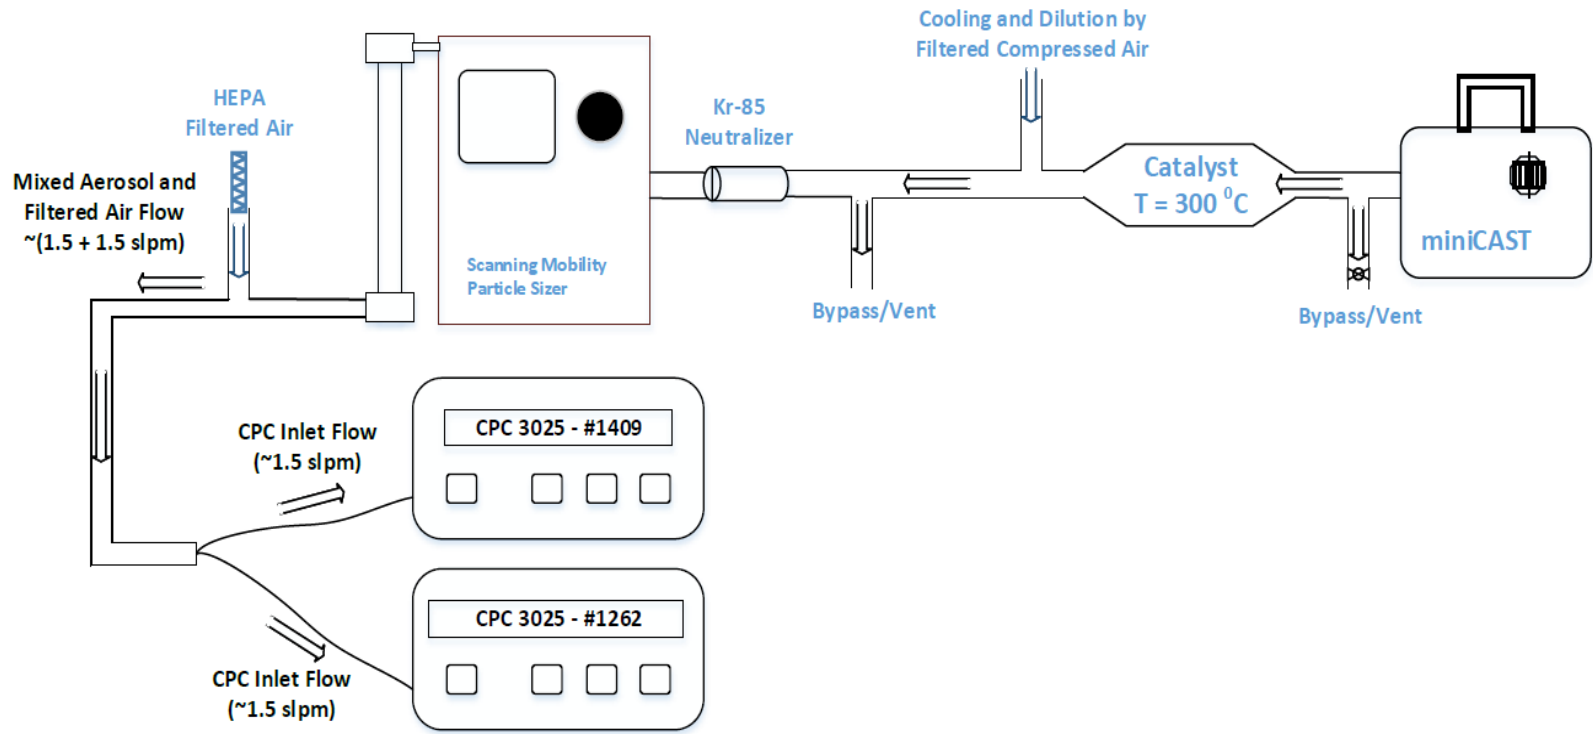 Cooling and Dilution by
Filtered Compressed Air
HEPA
Filtered Air
Kr-85
Neutralizer
Mixed Aerosol and
Filtered Air Flow
~(1.5 + 1.5 slpm)
Catalyst
T = 300 ⁰C
miniCAST
Scanning Mobility
Particle Sizer
Bypass/Vent
Bypass/Vent
CPC Inlet Flow
(~1.5 slpm)
CPC 3025 - #1409
CPC 3025 - #1262
CPC Inlet Flow
(~1.5 slpm)